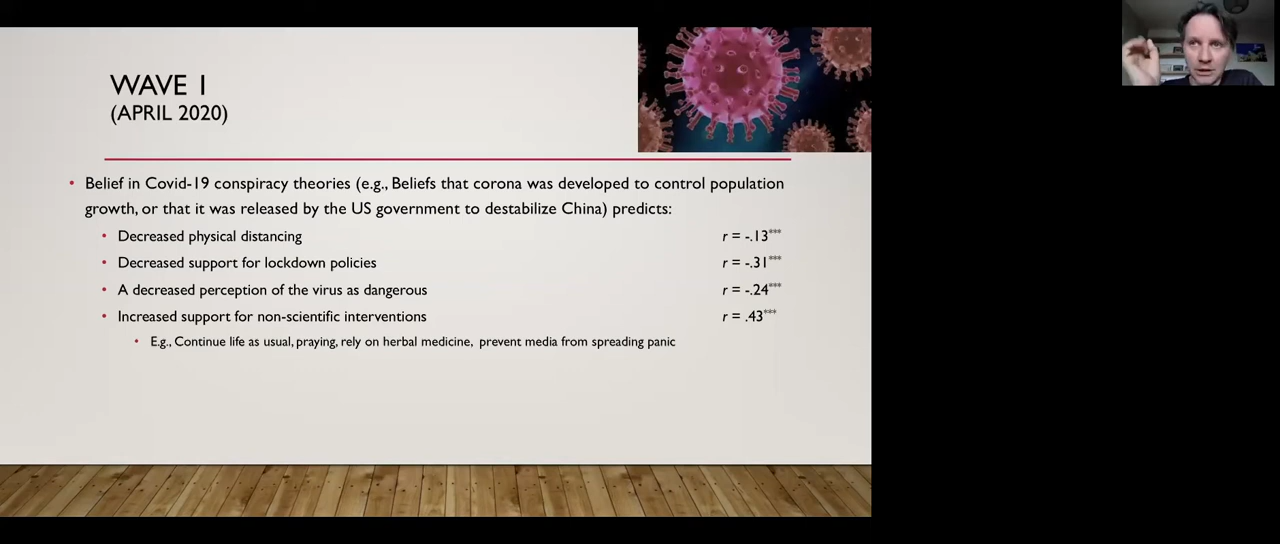 WAVE 1
(APRIL 2020)
• Belief in Covid-19 conspiracy theories (e.g., Beliefs that corona was developed to control population
growth, or that it was released by the US government to destabilize China) predicts:
• Decreased physical distancing r = -.13***
• Decreased support for lockdown policies r = -.31***
• A decreased perception of the virus as dangerous r = -.24***
• Increased support for non-scientific interventions r = .43***
• E.g., Continue life as usual, praying, rely on herbal medicine, prevent media from spreading panic